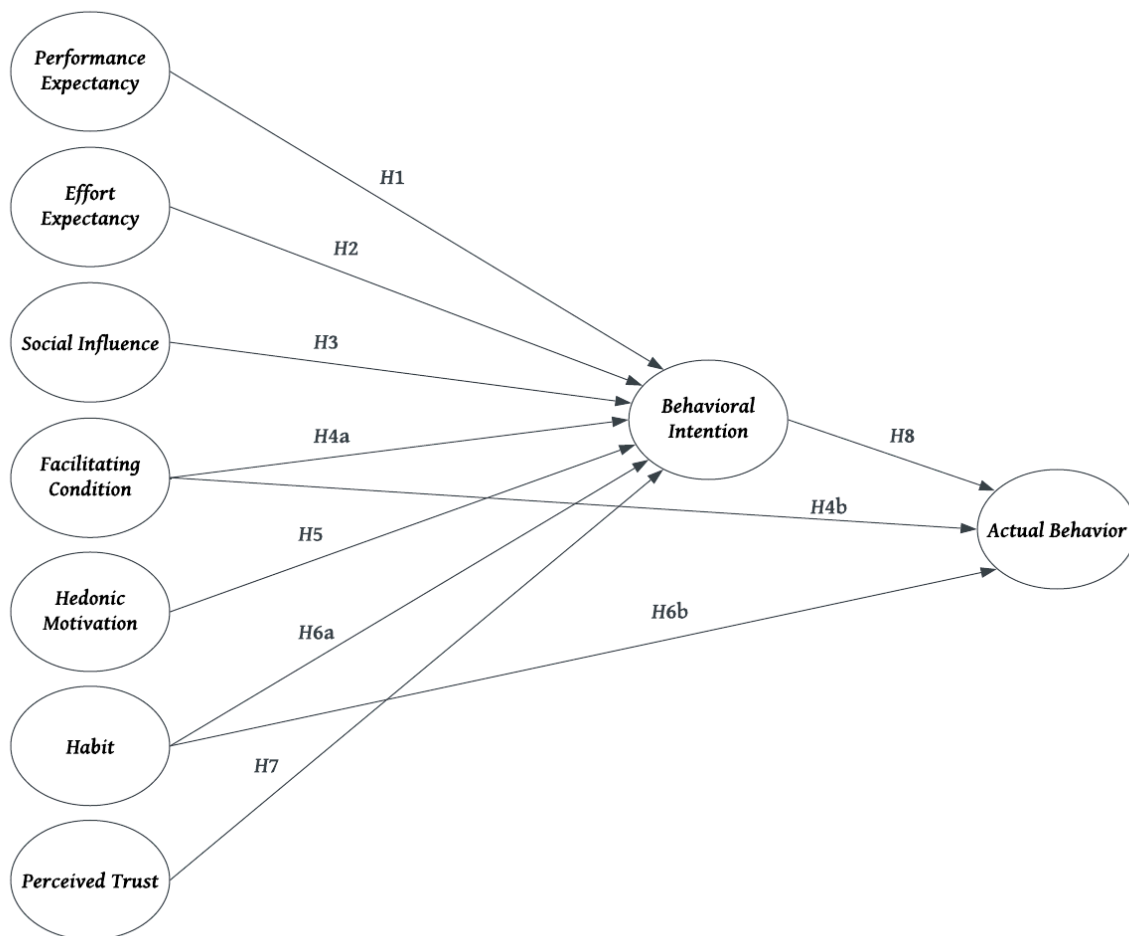 Performance
Expectancy
H1
Effort
Expectancy
H2
Social Influence
H3
Behavioral
Intention
H8
Facilitating
Condition
H4a
H4b
Actual Behavior
Hedonic
Motivation
H5
H6a
H6b
Habit
H7
Perceived Trust